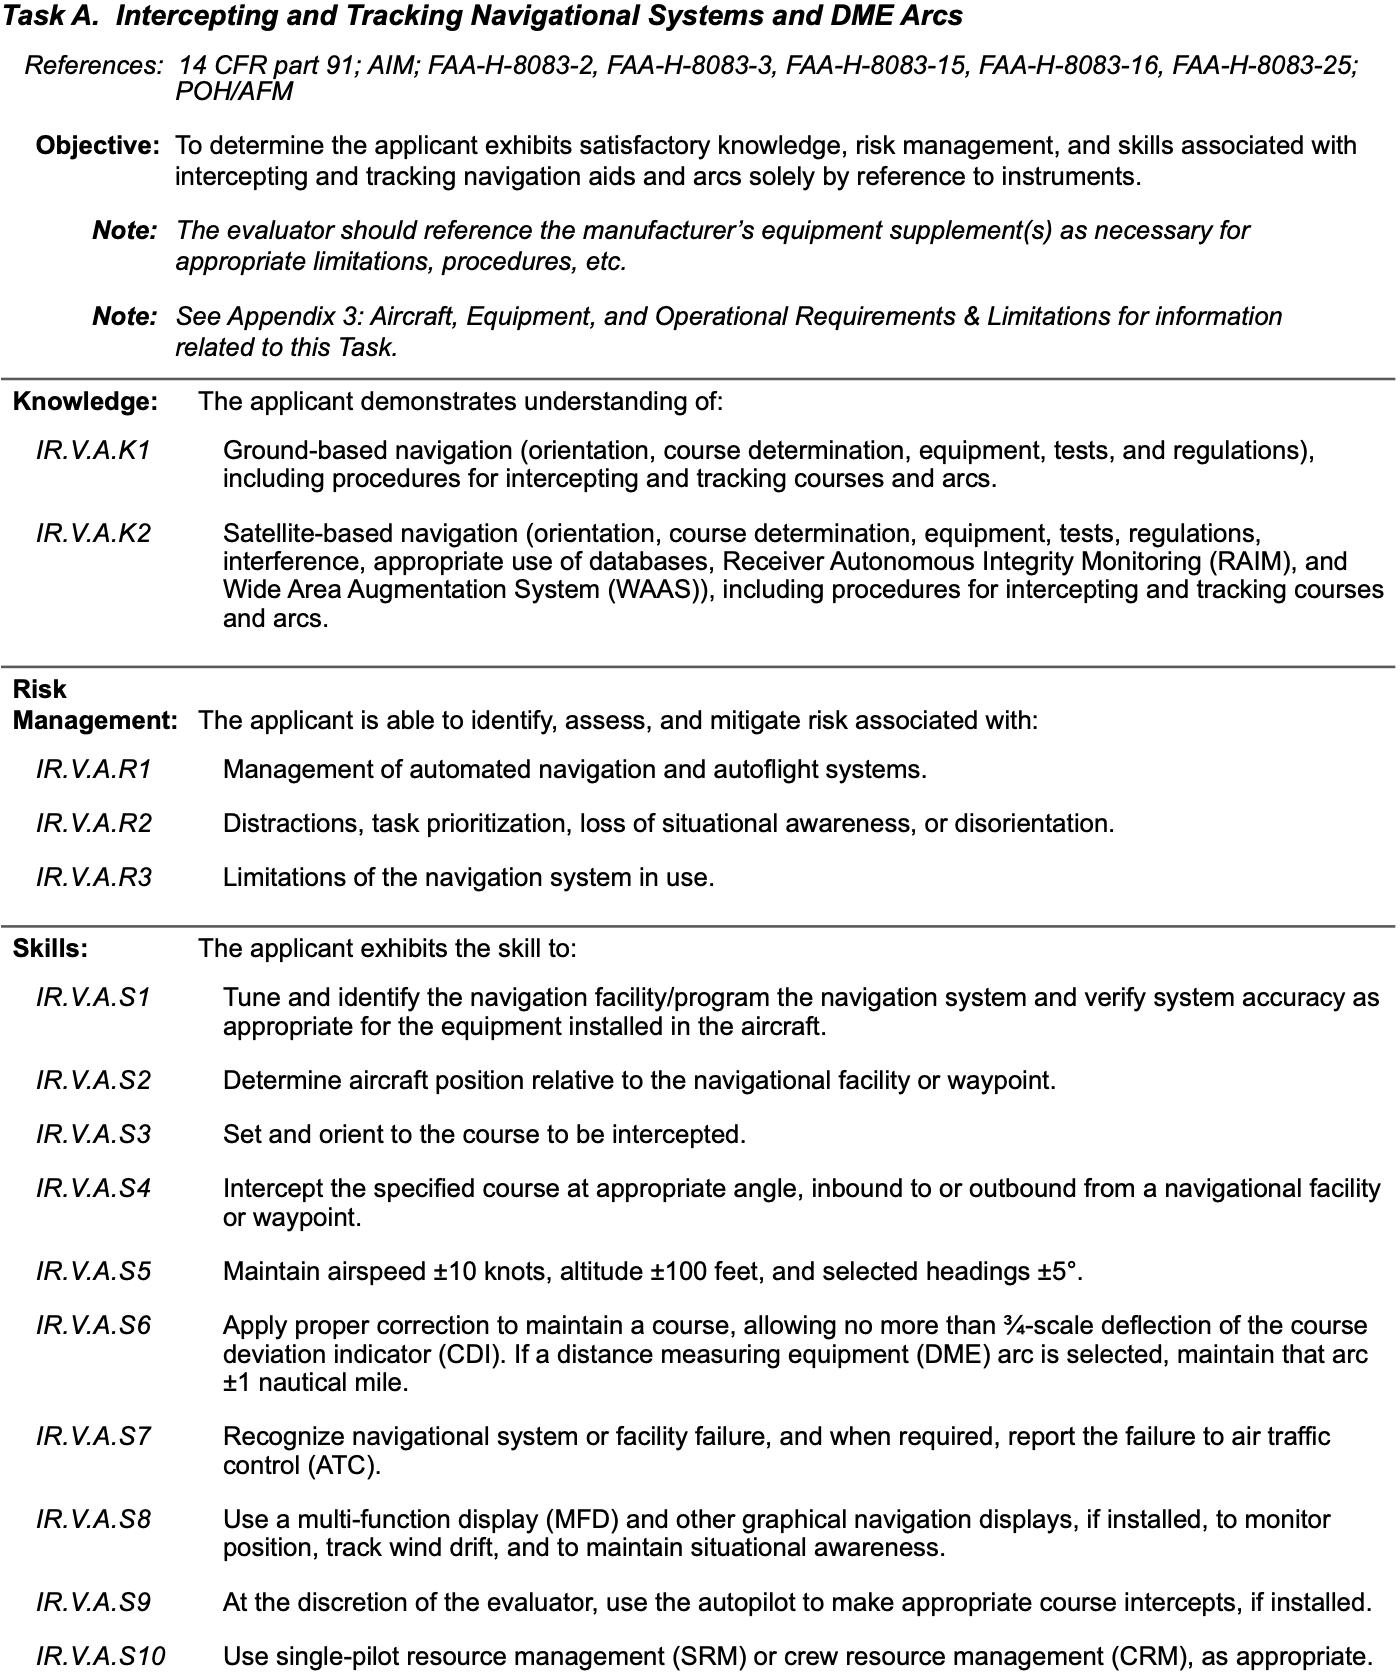 Task A. Intercepting and Tracking Navigational Systems and DME Arcs
References: 14 CFR part 91; AIM; FAA-H-8083-2, FAA-H-8083-3, FAA-H-8083-15, FAA-H-8083-16, FAA-H-8083-25;
POH/AFM
Objective: To determine the applicant exhibits satisfactory knowledge, risk management, and skills associated with
intercepting and tracking navigation aids and arcs solely by reference to instruments.
Note: The evaluator should reference the manufacturer’s equipment supplement(s) as necessary for
appropriate limitations, procedures, etc.
Note: See Appendix 3: Aircraft, Equipment, and Operational Requirements & Limitations for information
related to this Task.
Knowledge: The applicant demonstrates understanding of:
IR.V.A.K1 Ground-based navigation (orientation, course determination, equipment, tests, and regulations),
including procedures for intercepting and tracking courses and arcs.
IR.V.A.K2 Satellite-based navigation (orientation, course determination, equipment, tests, regulations,
interference, appropriate use of databases, Receiver Autonomous Integrity Monitoring (RAIM), and
Wide Area Augmentation System (WAAS)), including procedures for intercepting and tracking courses
and arcs.
Risk
Management: The applicant is able to identify, assess, and mitigate risk associated with:
IR.V.A.R1 Management of automated navigation and autoflight systems.
IR.V.A.R2 Distractions, task prioritization, loss of situational awareness, or disorientation.
IR.V.A.R3 Limitations of the navigation system in use.
Skills: The applicant exhibits the skill to:
IR.V.A.S1 Tune and identify the navigation facility/program the navigation system and verify system accuracy as
appropriate for the equipment installed in the aircraft.
IR.V.A.S2 Determine aircraft position relative to the navigational facility or waypoint.
IR.V.A.S3 Set and orient to the course to be intercepted.
IR.V.A.S4 Intercept the specified course at appropriate angle, inbound to or outbound from a navigational facility
or waypoint.
IR.V.A.S5 Maintain airspeed ±10 knots, altitude ±100 feet, and selected headings ±5°.
IR.V.A.S6 Apply proper correction to maintain a course, allowing no more than ¾-scale deflection of the course
deviation indicator (CDI). If a distance measuring equipment (DME) arc is selected, maintain that arc
±1 nautical mile.
IR.V.A.S7 Recognize navigational system or facility failure, and when required, report the failure to air traffic
control (ATC).
IR.V.A.S8 Use a multi-function display (MFD) and other graphical navigation displays, if installed, to monitor
position, track wind drift, and to maintain situational awareness.
IR.V.A.S9 At the discretion of the evaluator, use the autopilot to make appropriate course intercepts, if installed.
IR.V.A.S10 Use single-pilot resource management (SRM) or crew resource management (CRM), as appropriate.